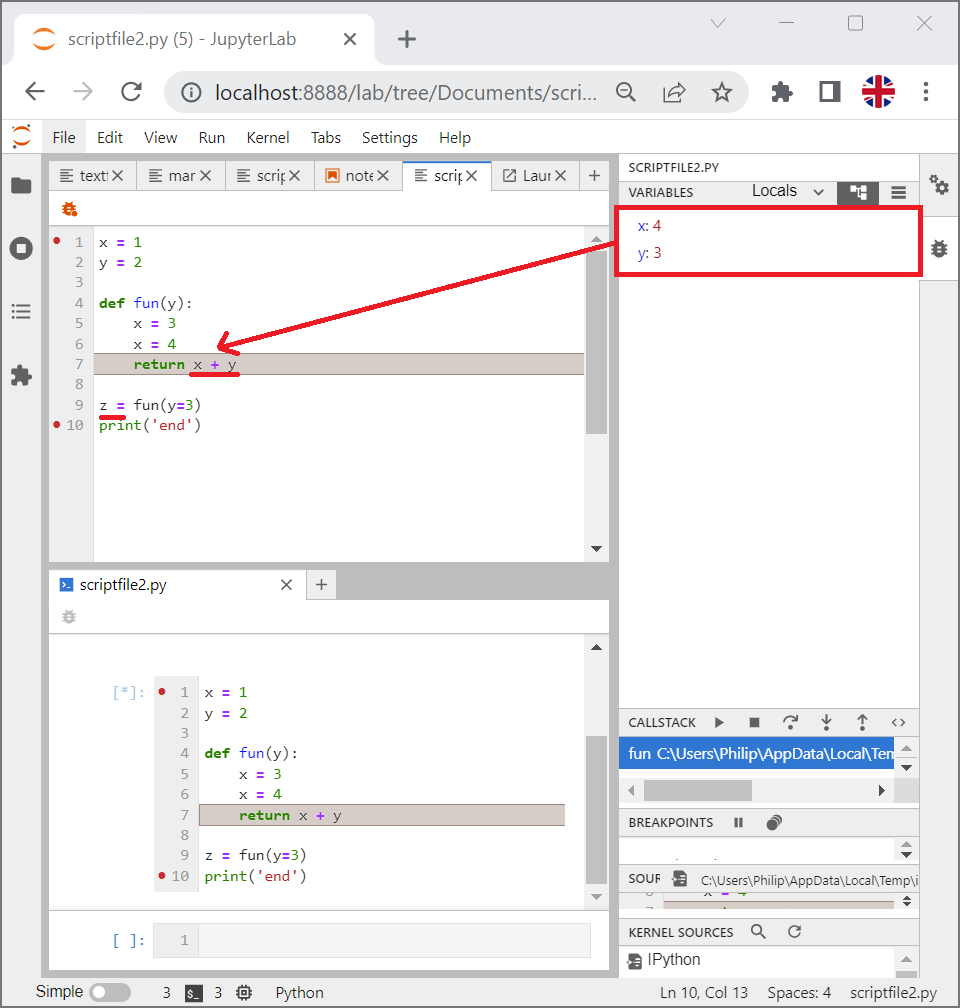 scriptfile2.py (5) - JupyterLab
localhost:8888/lab/tree/Documents/scri...
File Edit View Run Kernel Tabs Settings Help
textf mar scrip note scrip Laun
SCRIPTFILE2.PY
VARIABLES Locals
x: 4
y: 3
1 x = 1
2 y = 2
3
4 def fun(y):
5 x = 3
6 x = 4
7 return x + y
8
9 z = fun(y=3)
10 print('end')
scriptfile2.py
[*]:
1 x = 1
2 y = 2
3
4 def fun(y):
5 x = 3
6 x = 4
7 return x + y
8
9 z = fun(y=3)
10 print('end')
[ ]: 1
CALLSTACK
fun C:\Users\Philip\AppData\Local\Tem
BREAKPOINTS
SOUR C:\Users\Philip\AppData\Local\Temp\i
KERNEL SOURCES
IPython
Simple 3 $_ 3 Python Ln 10, Col 13 Spaces: 4 scriptfile2.py